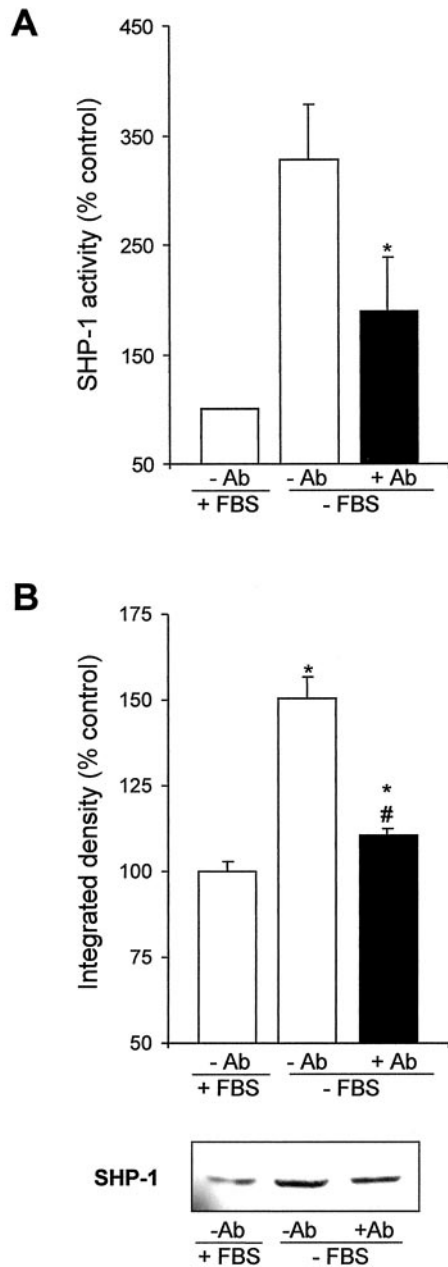 A
SHP-1 activity (% control)
450
350
250
150
50
*
- Ab - Ab + Ab
+ FBS - FBS
B
Integrated density (% control)
175
150
125
100
75
50
*
*
#
- Ab - Ab + Ab
+ FBS - FBS
SHP-1
-Ab -Ab +Ab
+ FBS - FBS